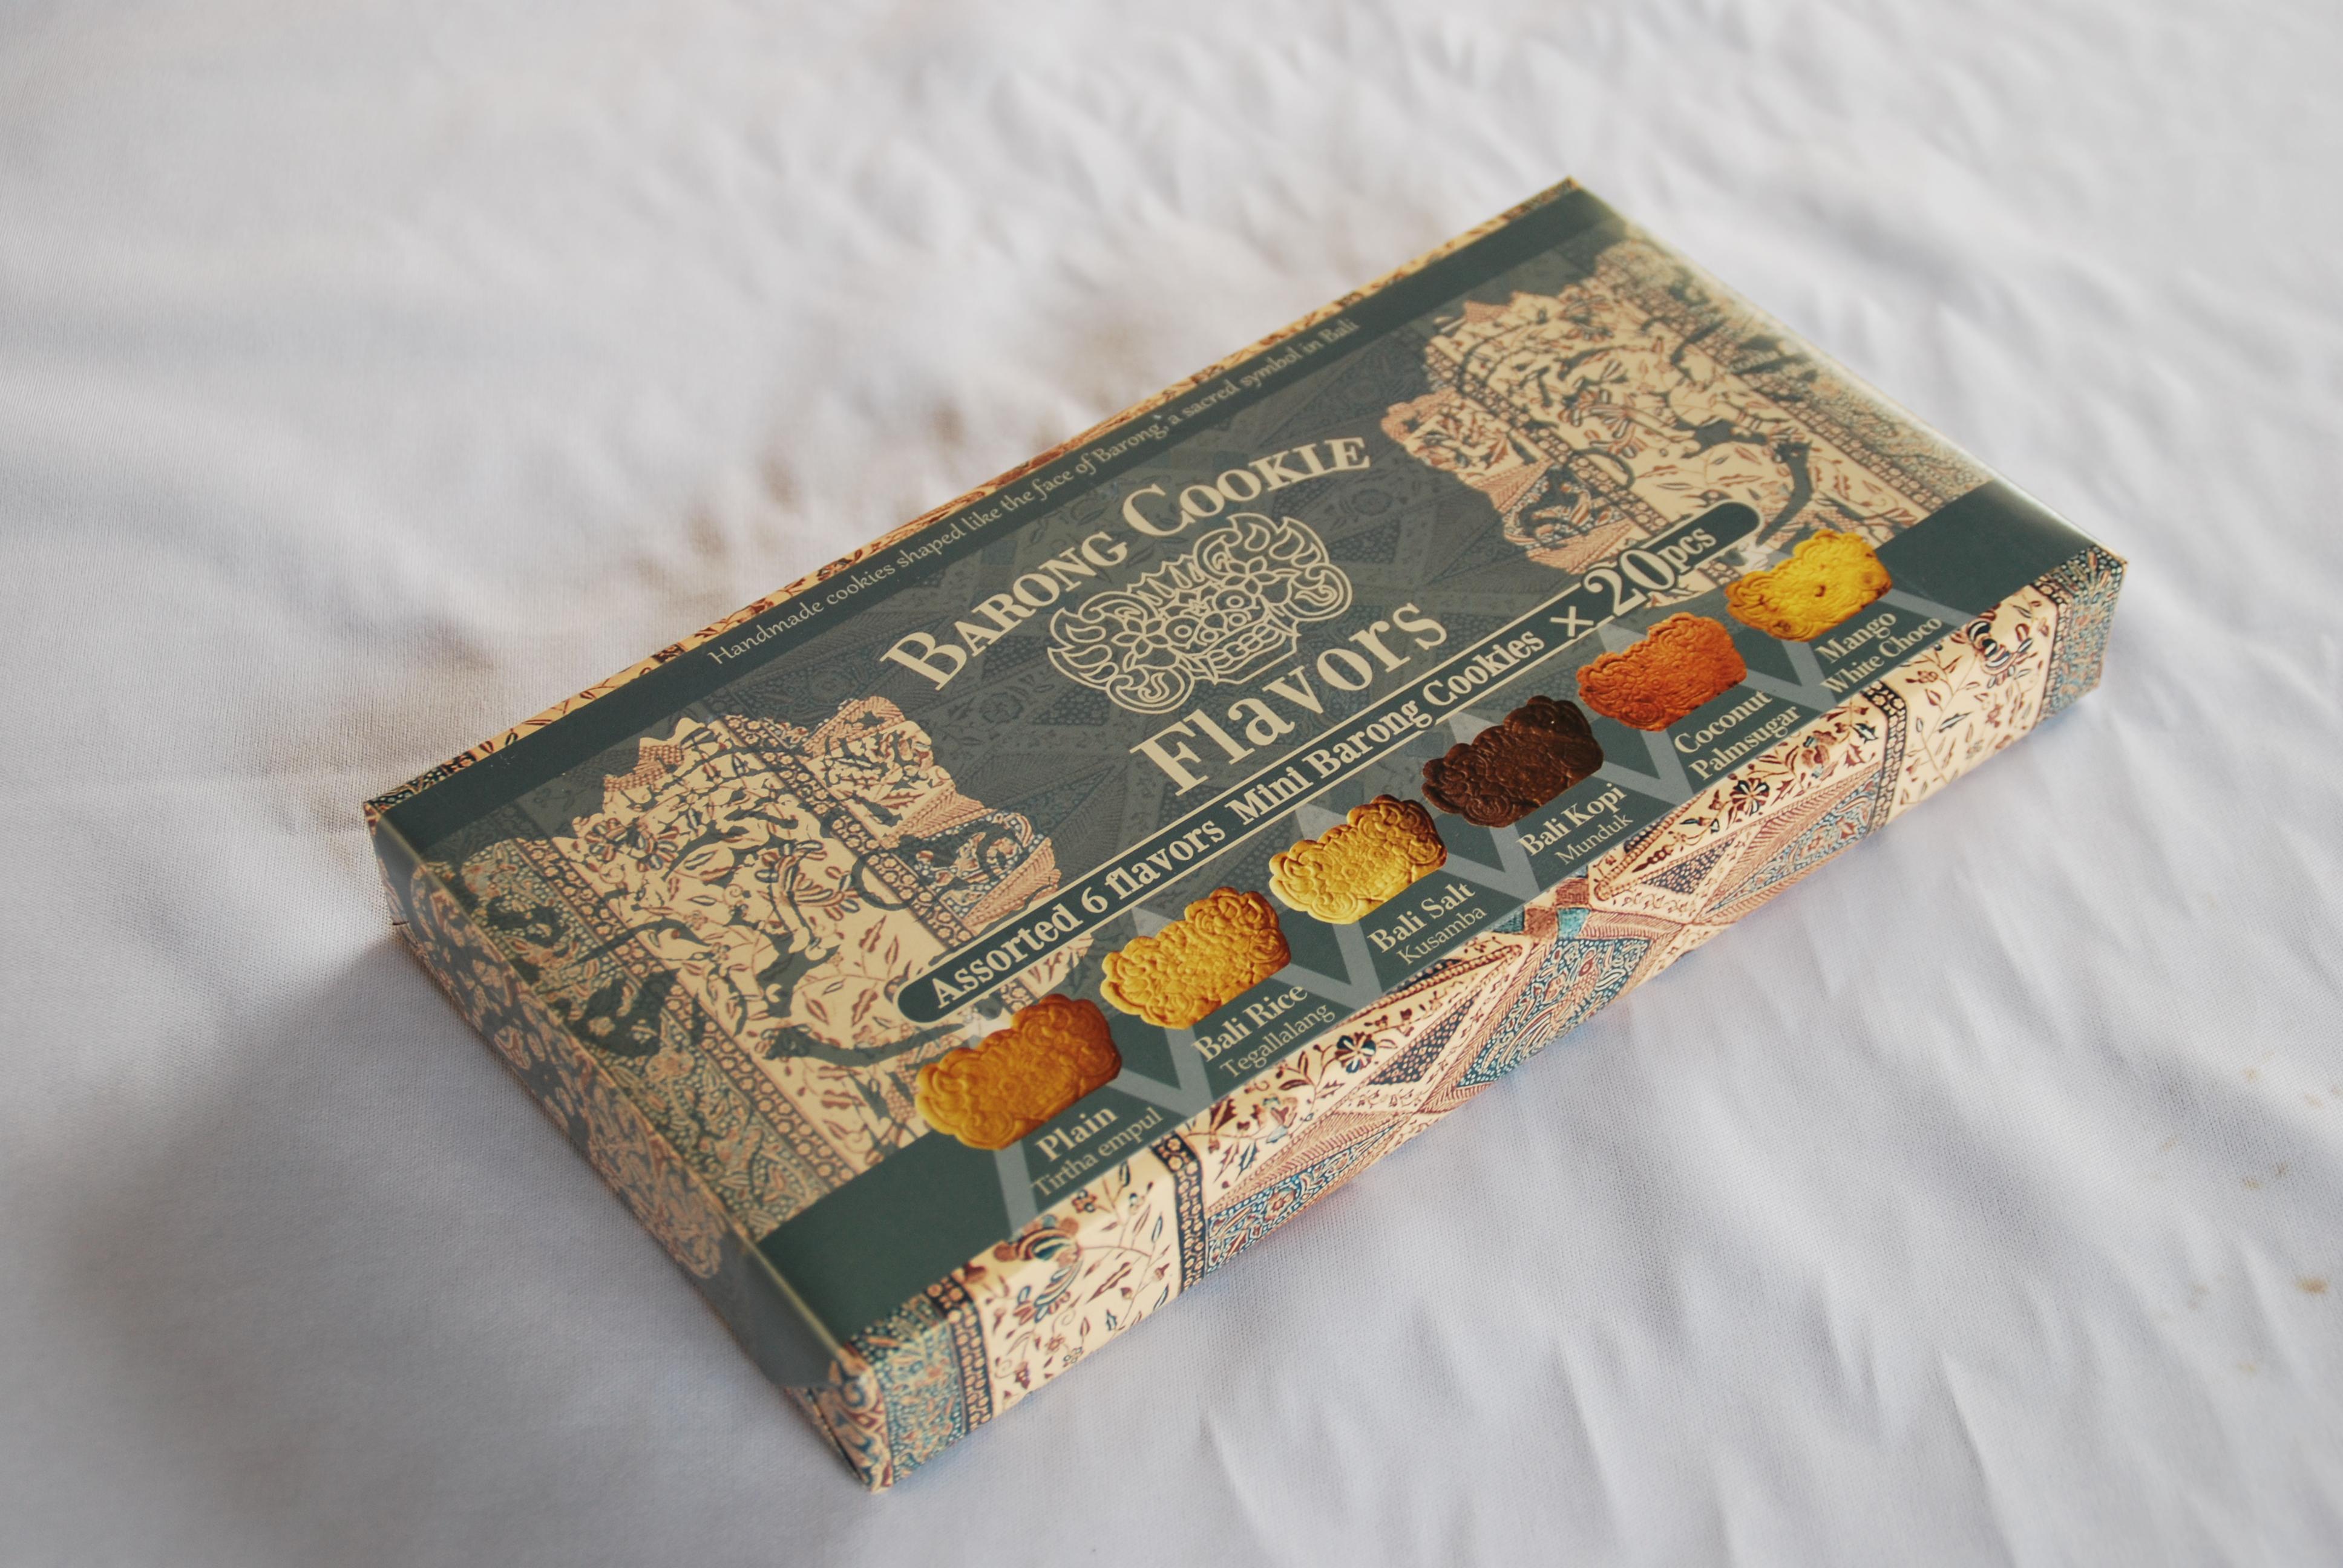 Handmade cookies shaped like the face of Barong, a sacred symbol in Bali
BARONG COOKIE
Flavors
Assorted 6 flavors Mini Barong Cookies × 20pcs
Plain
Tirtha empul
Bali Rice
Tegallalang
Bali Salt
Kusamba
Bali Kopi
Munduk
Coconut
Palmsugar
Mango
White Choco